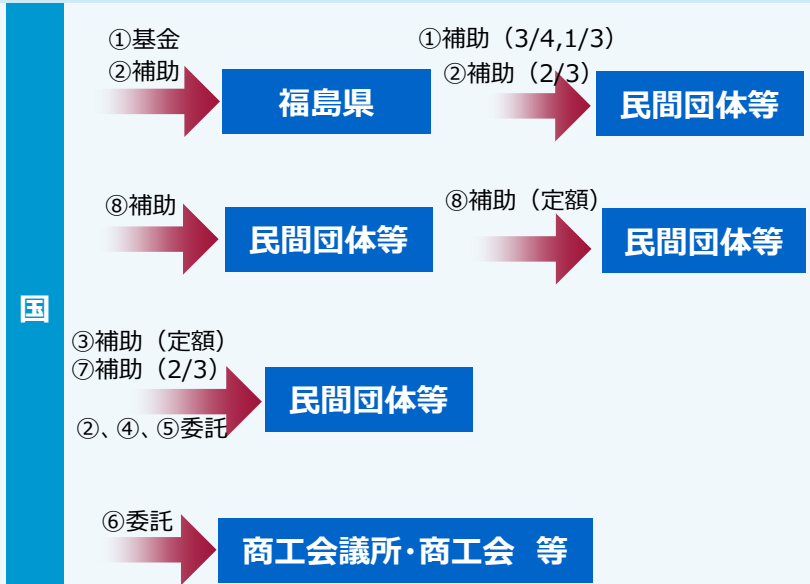 ①基金
②補助
福島県
①補助（3/4,1/3）
②補助（2/3）
民間団体等
⑧補助
民間団体等
⑧補助（定額）
民間団体等
国
③補助（定額）
⑦補助（2/3）
②、④、⑤委託
民間団体等
⑥委託
商工会議所･商工会 等